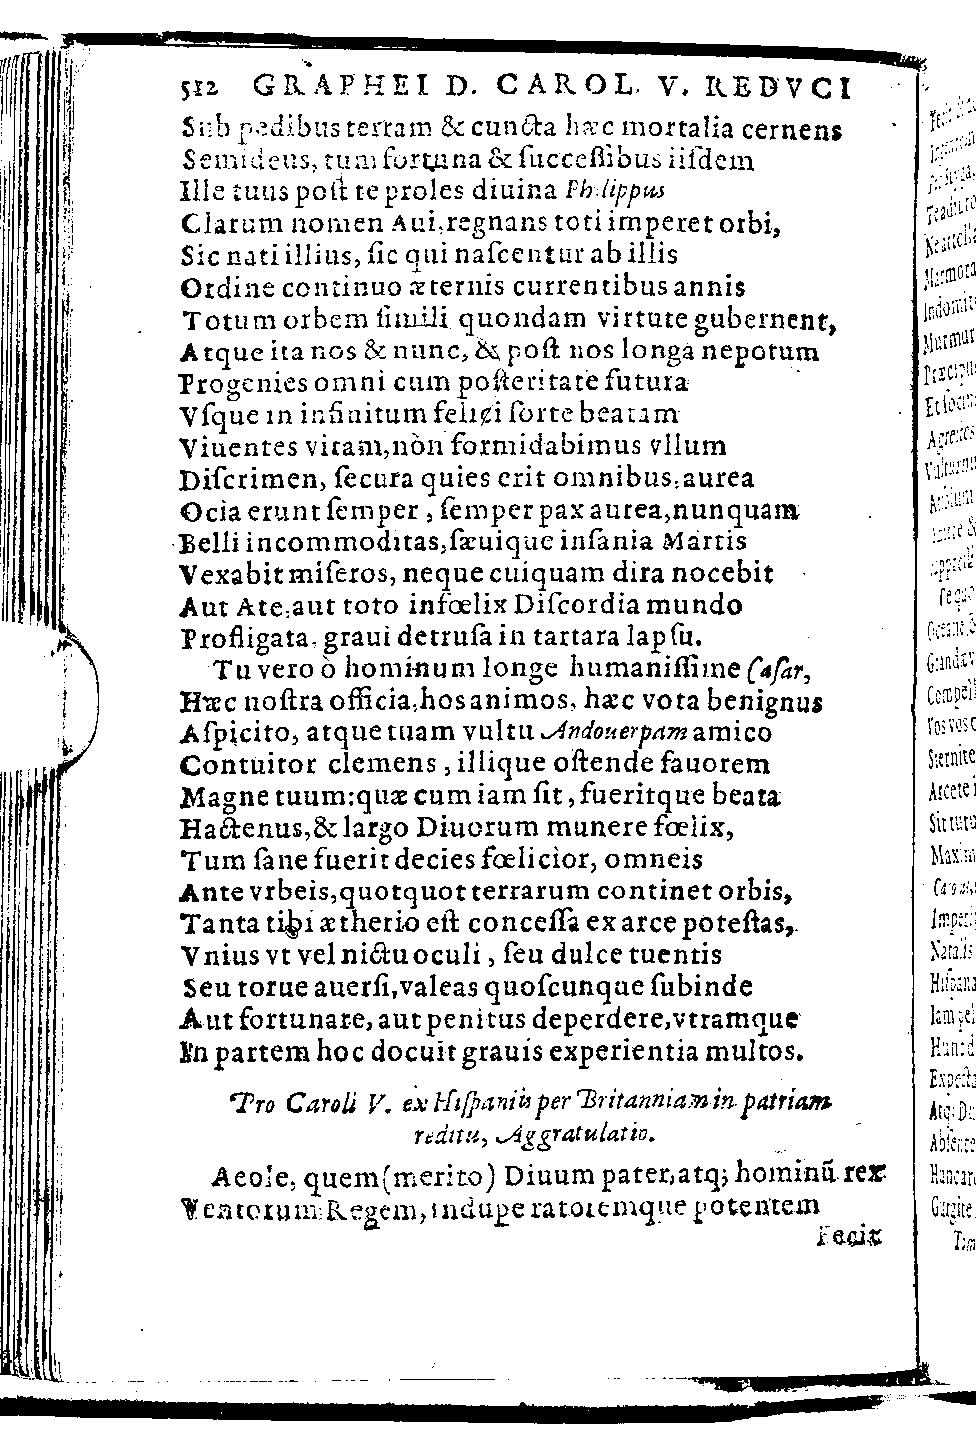 512 GRAPHEI D. CAROL. V. REDVCI
Sub pedibus terram & cuncta hæc mortalia cernens
Semideus, tum fortuna & ſucceſſibus iiſdem
Ille tuus poſt te proles diuina Philippus
Clarum nomen Aui, regnans toti imperet orbi,
Sic nati illius, ſic qui naſcentur ab illis
Ordine continuo æternis currentibus annis
Totum orbem ſimili quondam virtute gubernent,
Atque ita nos & nunc, & poſt nos longa nepotum
Progenies omni cum poſteritate futura
Vſque in infinitum felici ſorte beatam
Viuentes vitam, nòn formidabimus vllum
Diſcrimen, ſecura quies erit omnibus, aurea
Ocia erunt ſemper, ſemper pax aurea, nunquam
Belli incommoditas, ſæuique inſania Martis
Vexabit miſeros, neque cuiquam dira nocebit
Aut Ate, aut toto infœlix Diſcordia mundo
Profligata, graui detruſa in tartara lapſu.
Tu vero ò hominum longe humaniſſime Cæſar,
Hæc noſtra officia, hos animos, hæc vota benignus
Aſpicito, atque tuam vultu Andouerpam amico
Contuitor clemens, illique oſtende fauorem
Magne tuum: quæ cum iam ſit, fueritque beata
Hactenus, & largo Diuorum munere fœlix,
Tum ſane fuerit decies fœlicior, omneis
Ante vrbeis, quotquot terrarum continet orbis,
Tanta tibi ætherio eſt conceſſa ex arce poteſtas,
Vnius vt vel nictu oculi, ſeu dulce tuentis
Seu torue auerſi, valeas quoſcunque ſubinde
Aut fortunare, aut penitus deperdere, vtramque
In partem hoc docuit grauis experientia multos.
Pro Caroli V. ex Hiſpaniis per Britanniam in patriam
reditu, Aggratulatio.
Aeole, quem (merito) Diuum pater, atq; hominū rex
Ventorum Regem, induperatoremque potentem
Fecit